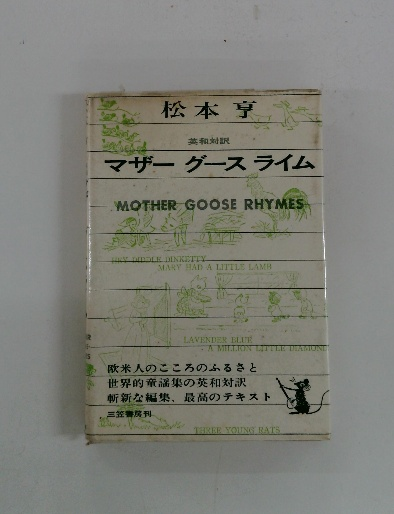 松本亨
英和対訳
マザー グース ライム
MOTHER GOOSE RHYMES
HEY DIDDLE DINKETTY
MARY HAD A LITTLE LAMB
LAVENDER BLUE
A MILLION LITTLE DIAMOND
欧米人のこころのふるさと
世界的童謡集の英和対訳
斬新な編集、最高のテキスト
三笠書房刊
THREE YOUNG RATS